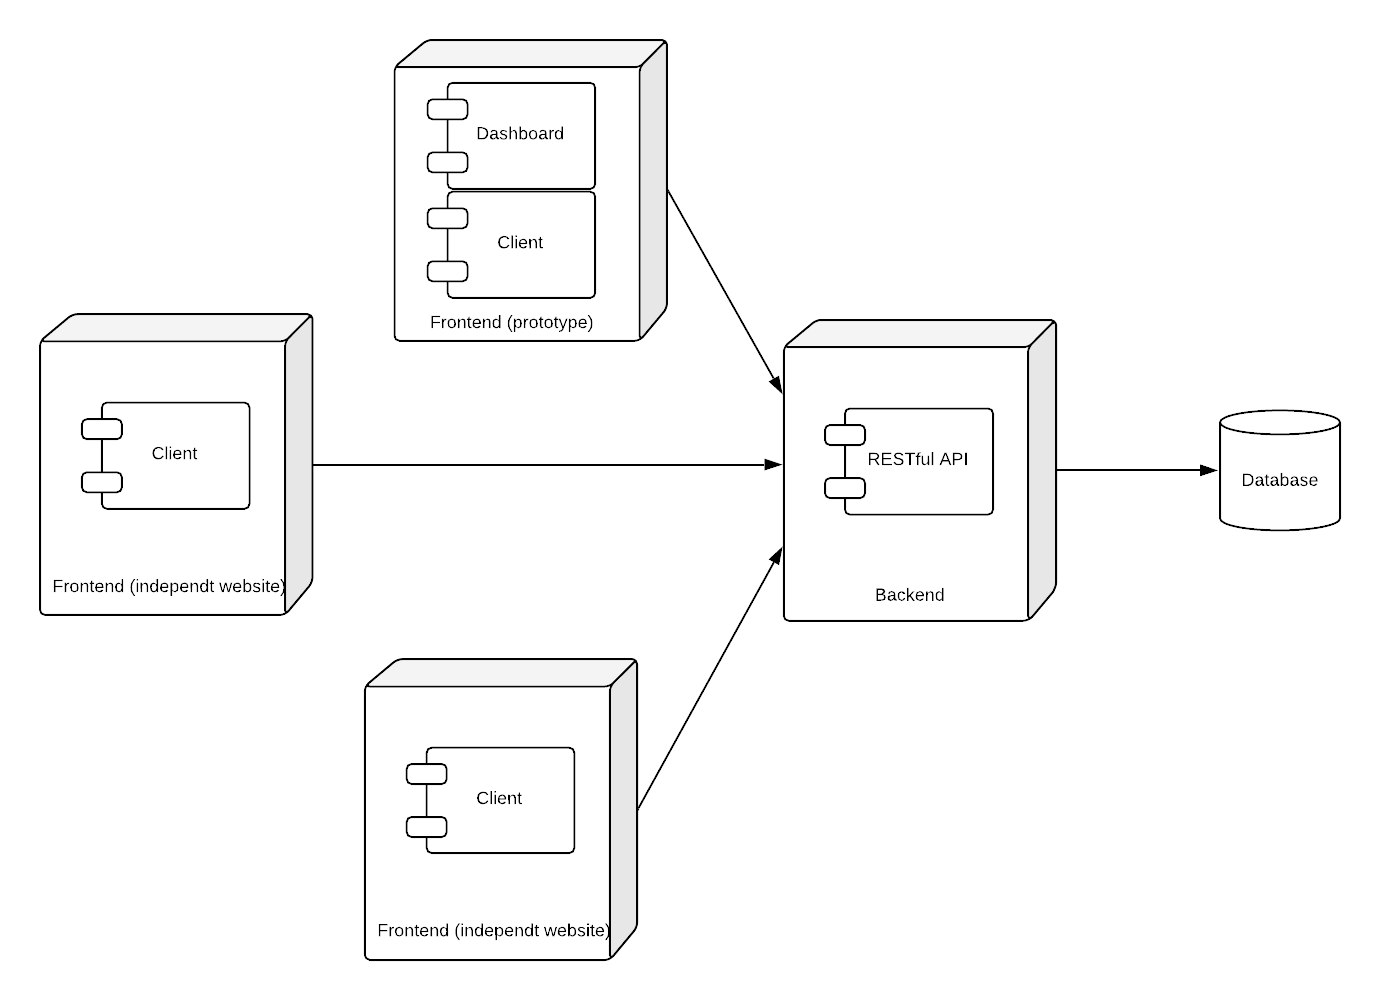 Dashboard
Client
Frontend (prototype)
Client
Frontend (independt website)
RESTful API
Backend
Database
Client
Frontend (independt website)